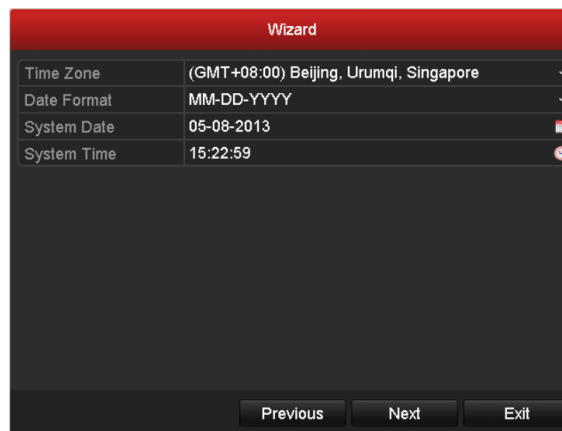 Wizard
Time Zone (GMT+08:00) Beijing, Urumqi, Singapore
Date Format MM-DD-YYYY
System Date 05-08-2013
System Time 15:22:59
Previous Next Exit